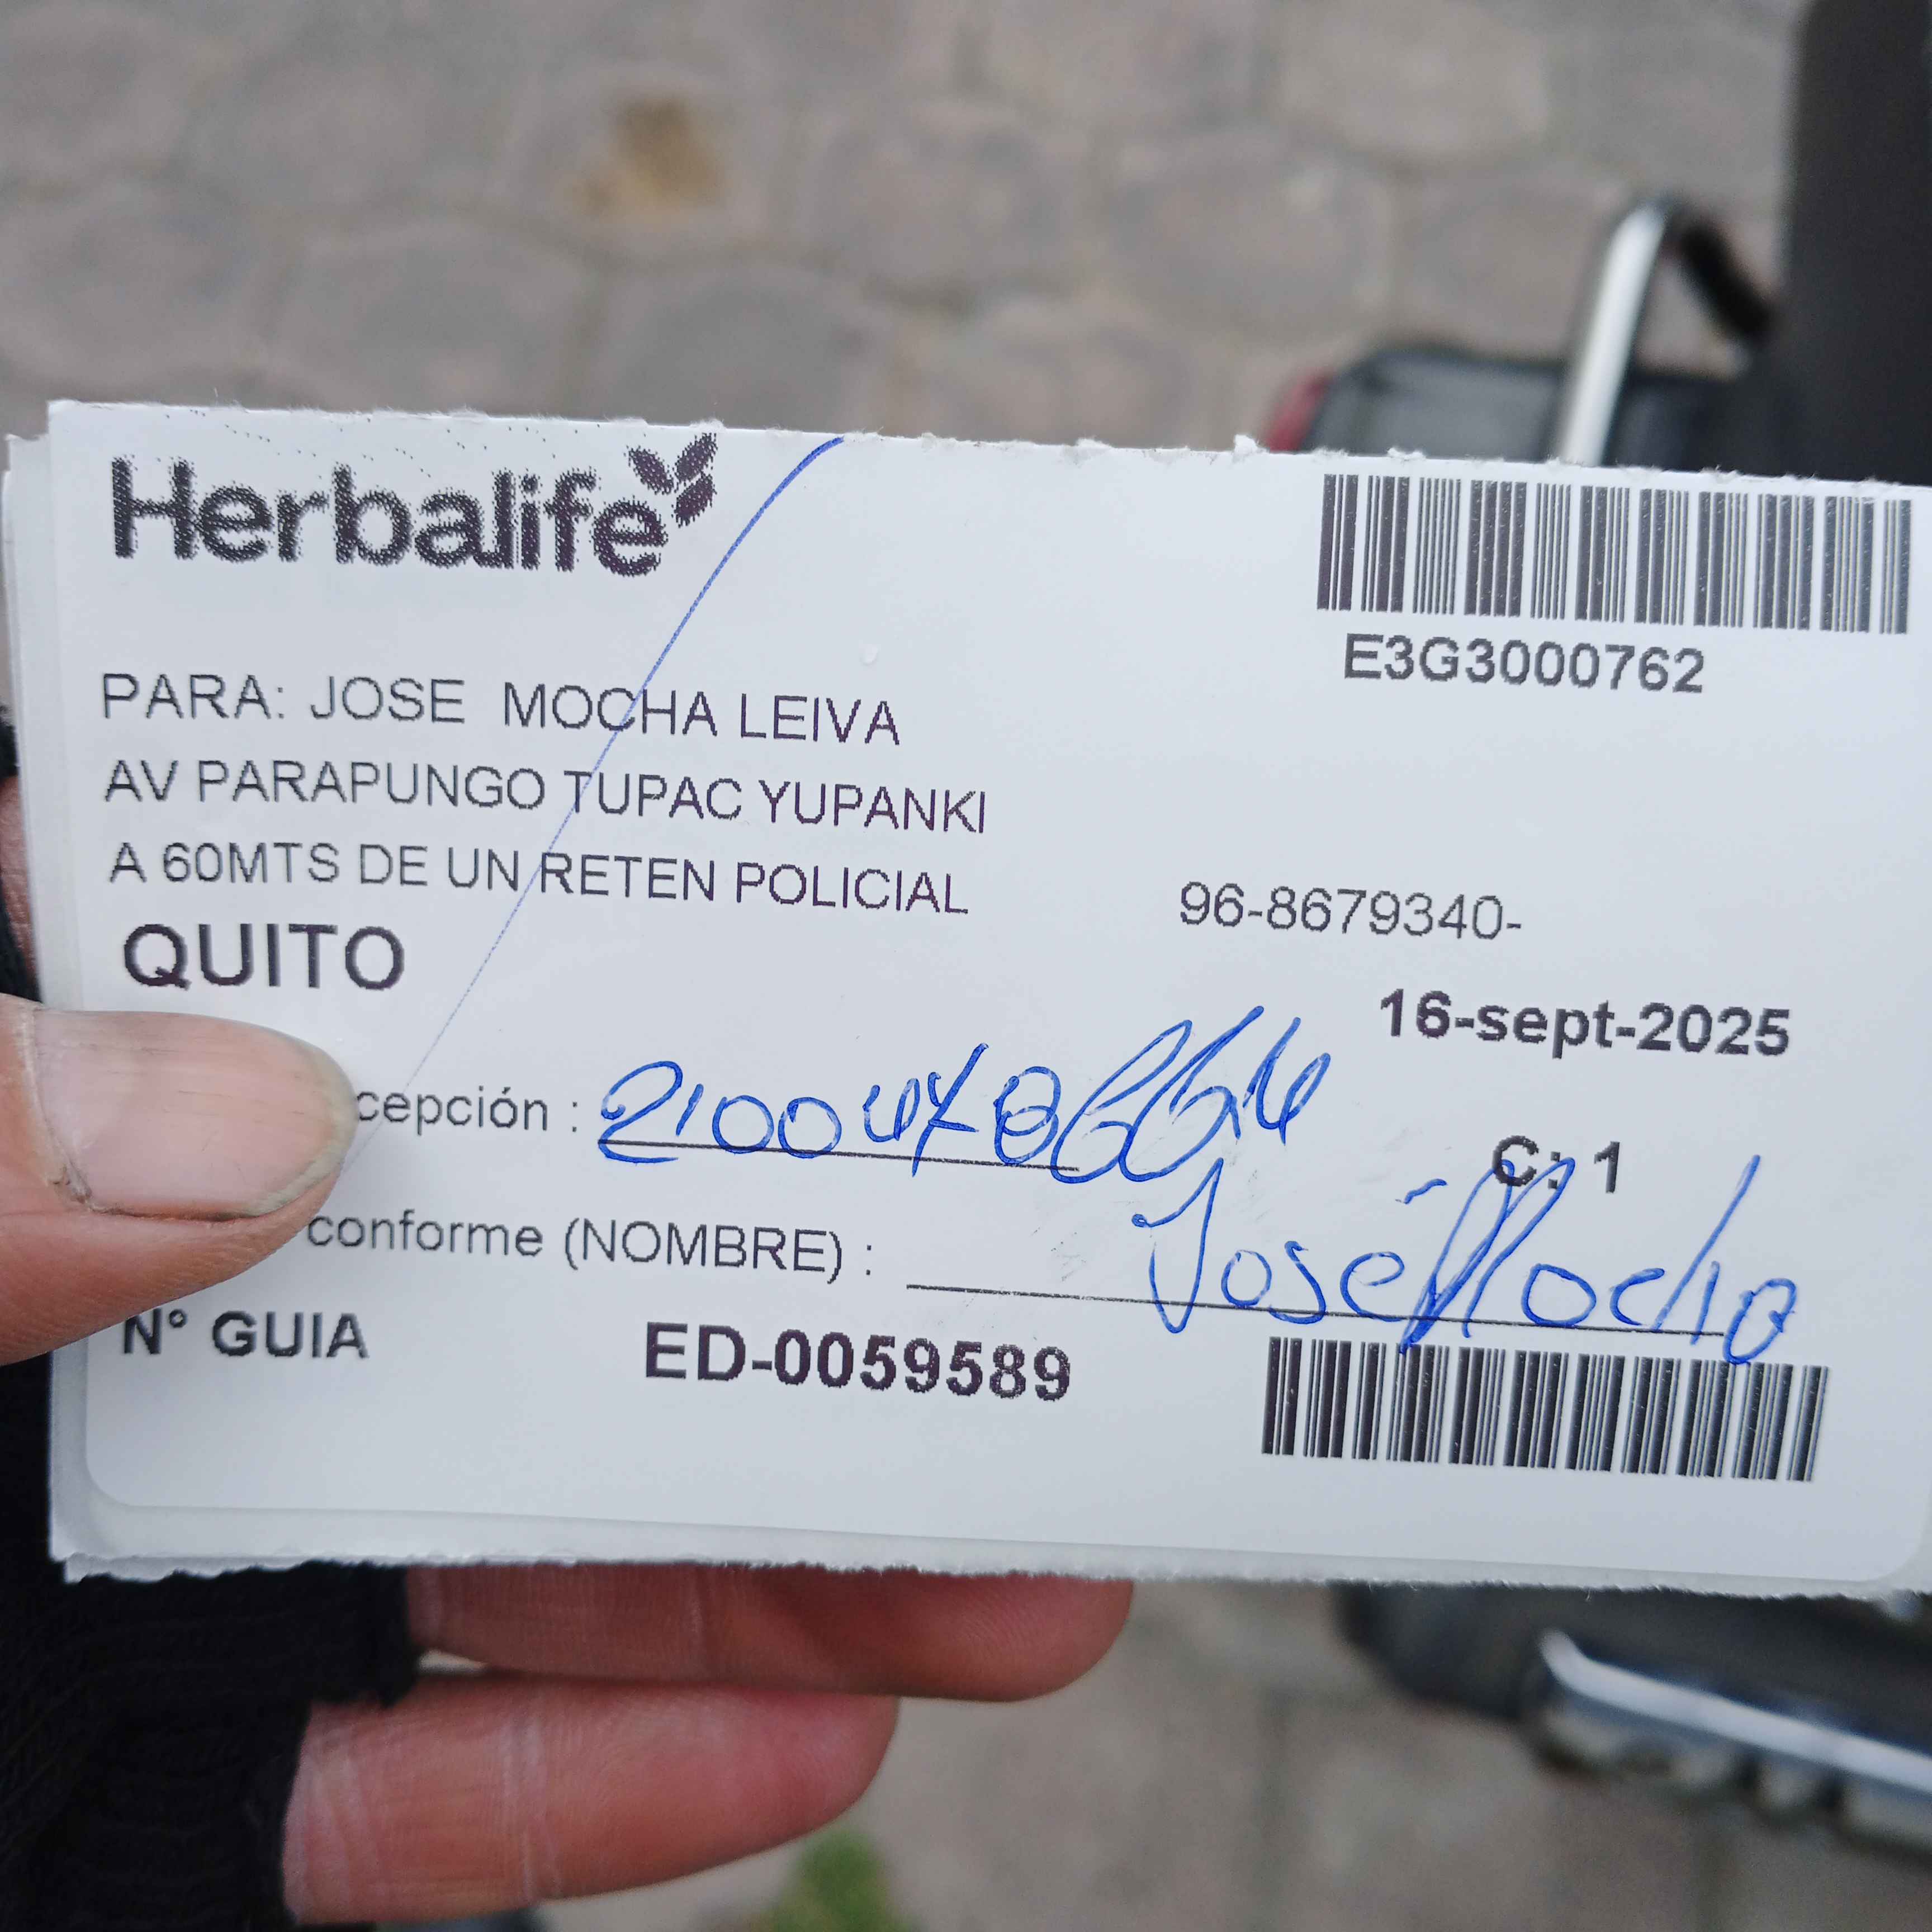 Herbalife
E3G3000762
PARA: JOSE MOCHA LEIVA
AV PARAPUNGO TUPAC YUPANKI
A 60MTS DE UN RETEN POLICIAL
96-8679340-
QUITO
16-sept-2025
cepción :
C: 1
conforme (NOMBRE) : José Mocha
N° GUIA ED-0059589